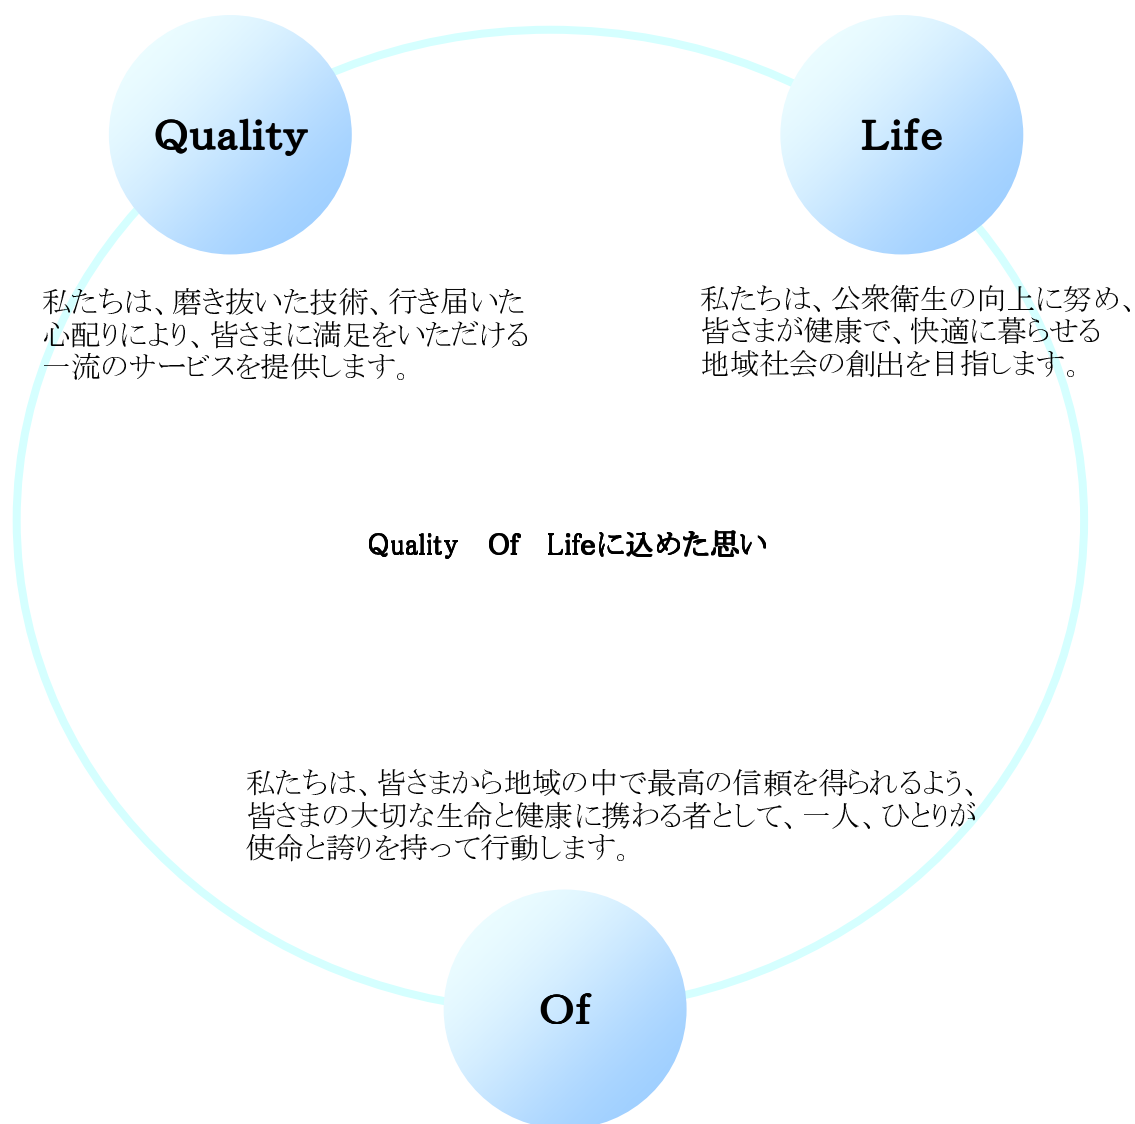 Quality
Life
私たちは、磨き抜いた技術、行き届いた
心配りにより、皆さまに満足をいただける
一流のサービスを提供します。
私たちは、公衆衛生の向上に努め、
皆さまが健康で、快適に暮らせる
地域社会の創出を目指します。
Quality　Of　Lifeに込めた思い
私たちは、皆さまから地域の中で最高の信頼を得られるよう、
皆さまの大切な生命と健康に携わる者として、一人、ひとりが
使命と誇りを持って行動します。
Of